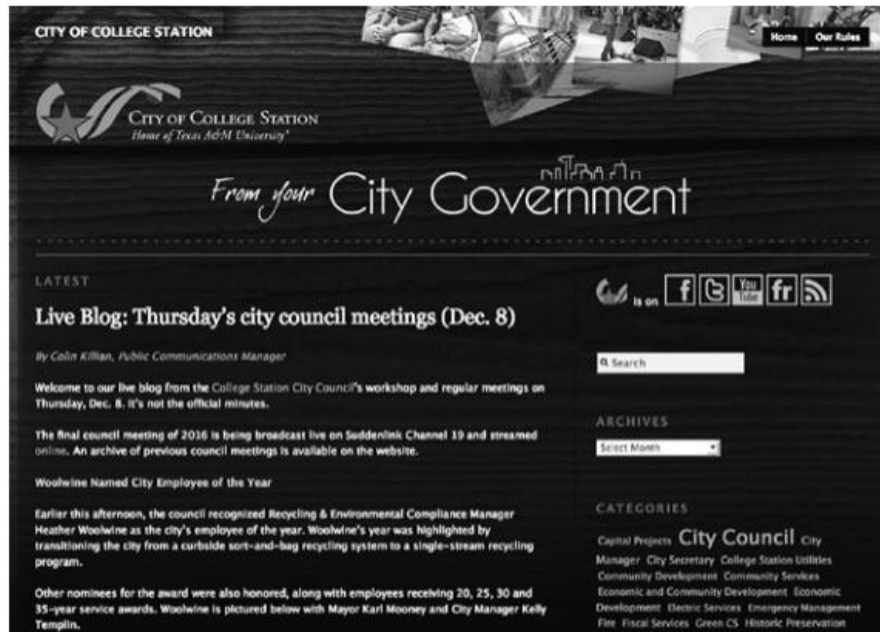 CITY OF COLLEGE STATION
Home Our Rules
CITY OF COLLEGE STATION
Home of Texas A&M University*
From your City Government
LATEST
Live Blog: Thursday's city council meetings (Dec. 8)
By Colin Killian, Public Communications Manager
Welcome to our live blog from the College Station City Council's workshop and regular meetings on
Thursday, Dec. 8. It's not the official minutes.
The final council meeting of 2016 is being broadcast live on Suddenlink Channel 19 and streamed
online. An archive of previous council meetings is available on the website.
Woolwine Named City Employee of the Year
Earlier this afternoon, the council recognized Recycling & Environmental Compliance Manager
Heather Woolwine as the city's employee of the year. Woolwine's year was highlighted by
transitioning the city from a curbside sort-and-bag recycling system to a single-stream recycling
program.
Other nominees for the award were also honored, along with employees receiving 20, 25, 30 and
35-year service awards. Woolwine is pictured below with Mayor Karl Mooney and City Manager Kelly
Templin.
is on f t You Tube fr
Search
ARCHIVES
Select Month
CATEGORIES
Capital Projects City Council City
Manager City Secretary College Station Utilities
Community Development Community Services
Economic and Community Development Economic
Development Electric Services Emergency Management
Fire Fiscal Services Green CS Historic Preservation